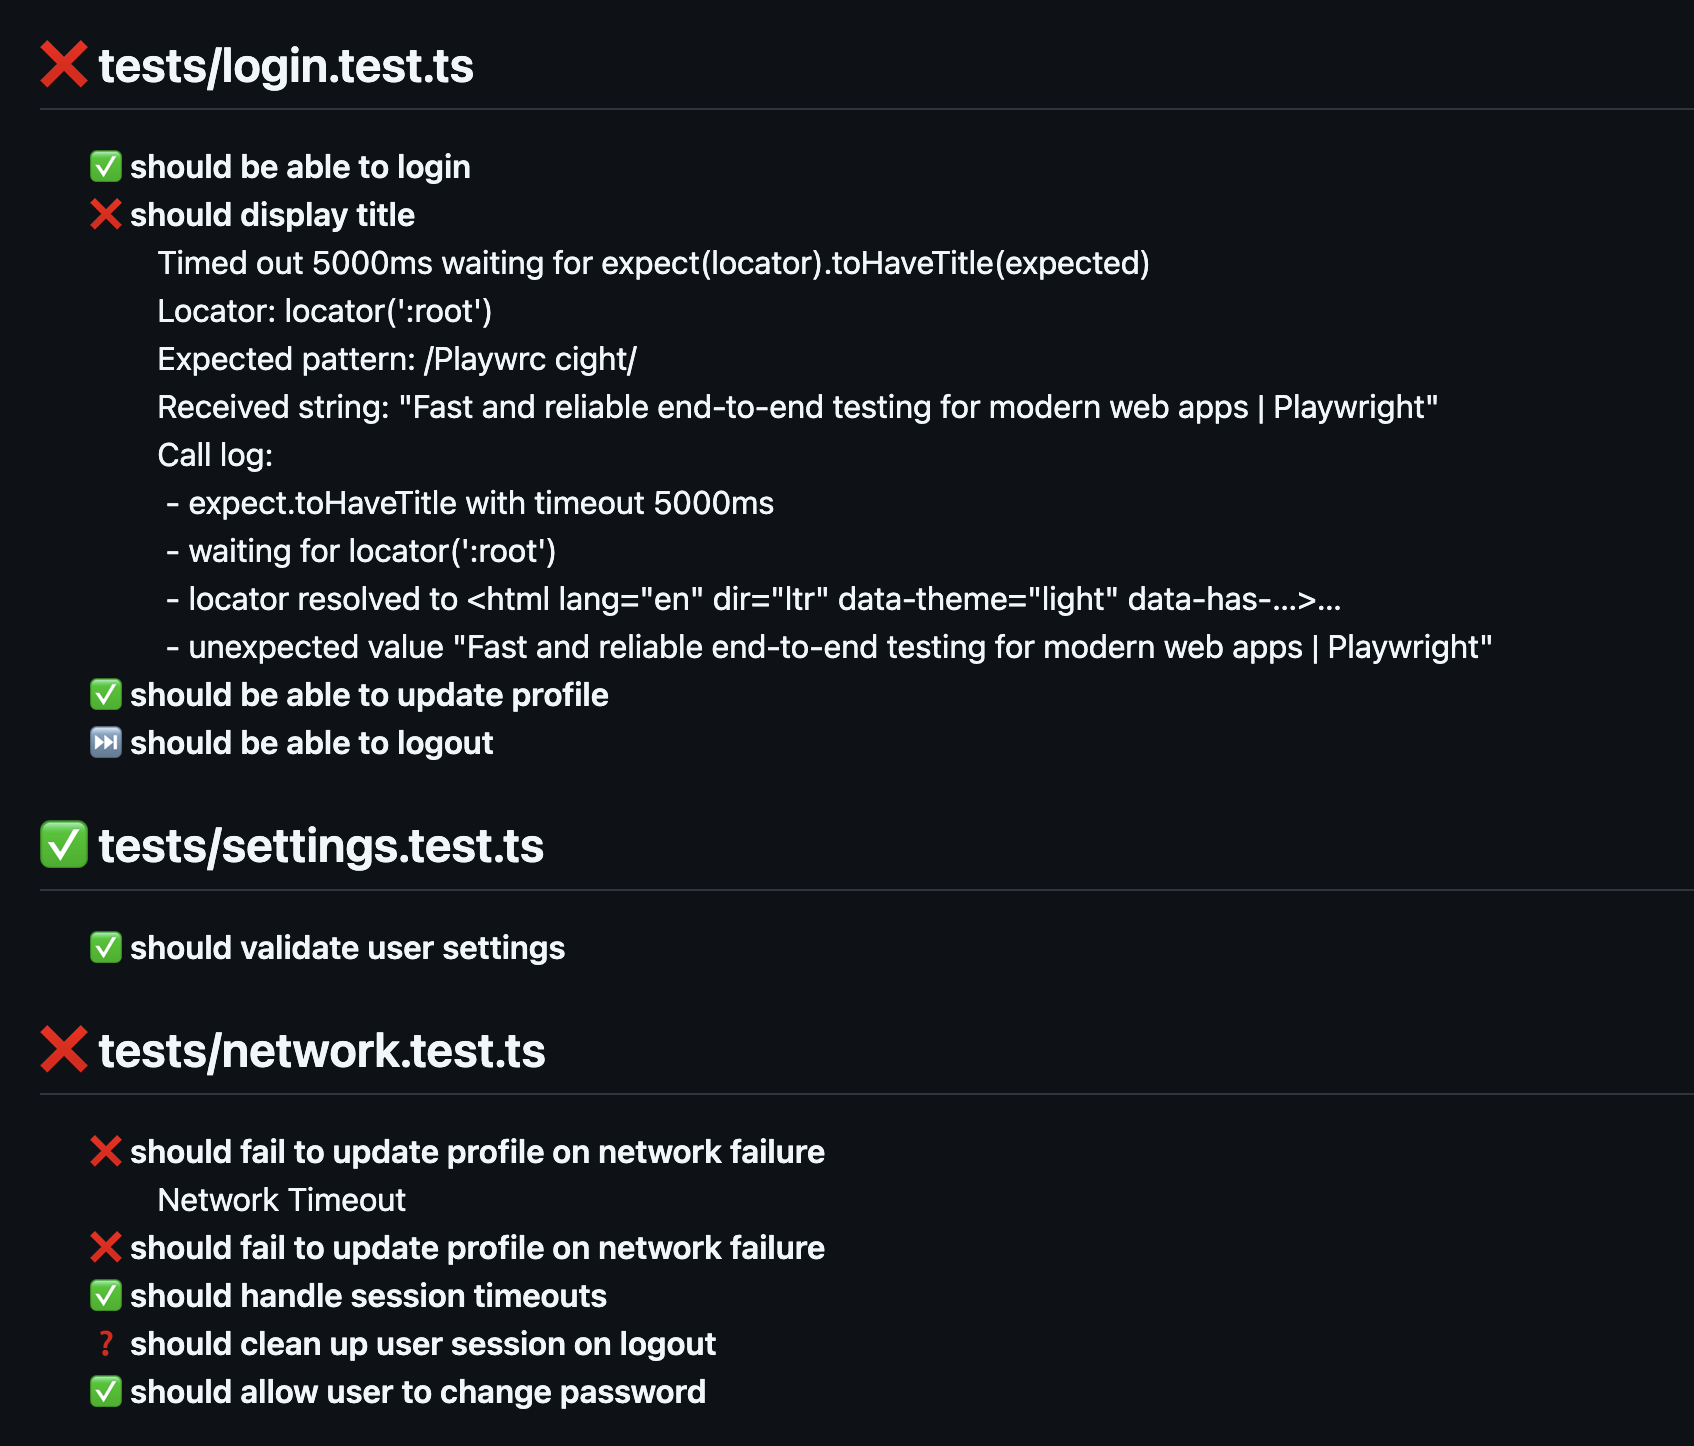 ❌ tests/login.test.ts
✅ should be able to login
❌ should display title
Timed out 5000ms waiting for expect(locator).toHaveTitle(expected)
Locator: locator(':root')
Expected pattern: /Playwrc cight/
Received string: "Fast and reliable end-to-end testing for modern web apps | Playwright"
Call log:
- expect.toHaveTitle with timeout 5000ms
- waiting for locator(':root')
- locator resolved to <html lang="en" dir="ltr" data-theme="light" data-has-...>...
- unexpected value "Fast and reliable end-to-end testing for modern web apps | Playwright"
✅ should be able to update profile
⏭️ should be able to logout
✅ tests/settings.test.ts
✅ should validate user settings
❌ tests/network.test.ts
❌ should fail to update profile on network failure
Network Timeout
❌ should fail to update profile on network failure
✅ should handle session timeouts
❓ should clean up user session on logout
✅ should allow user to change password